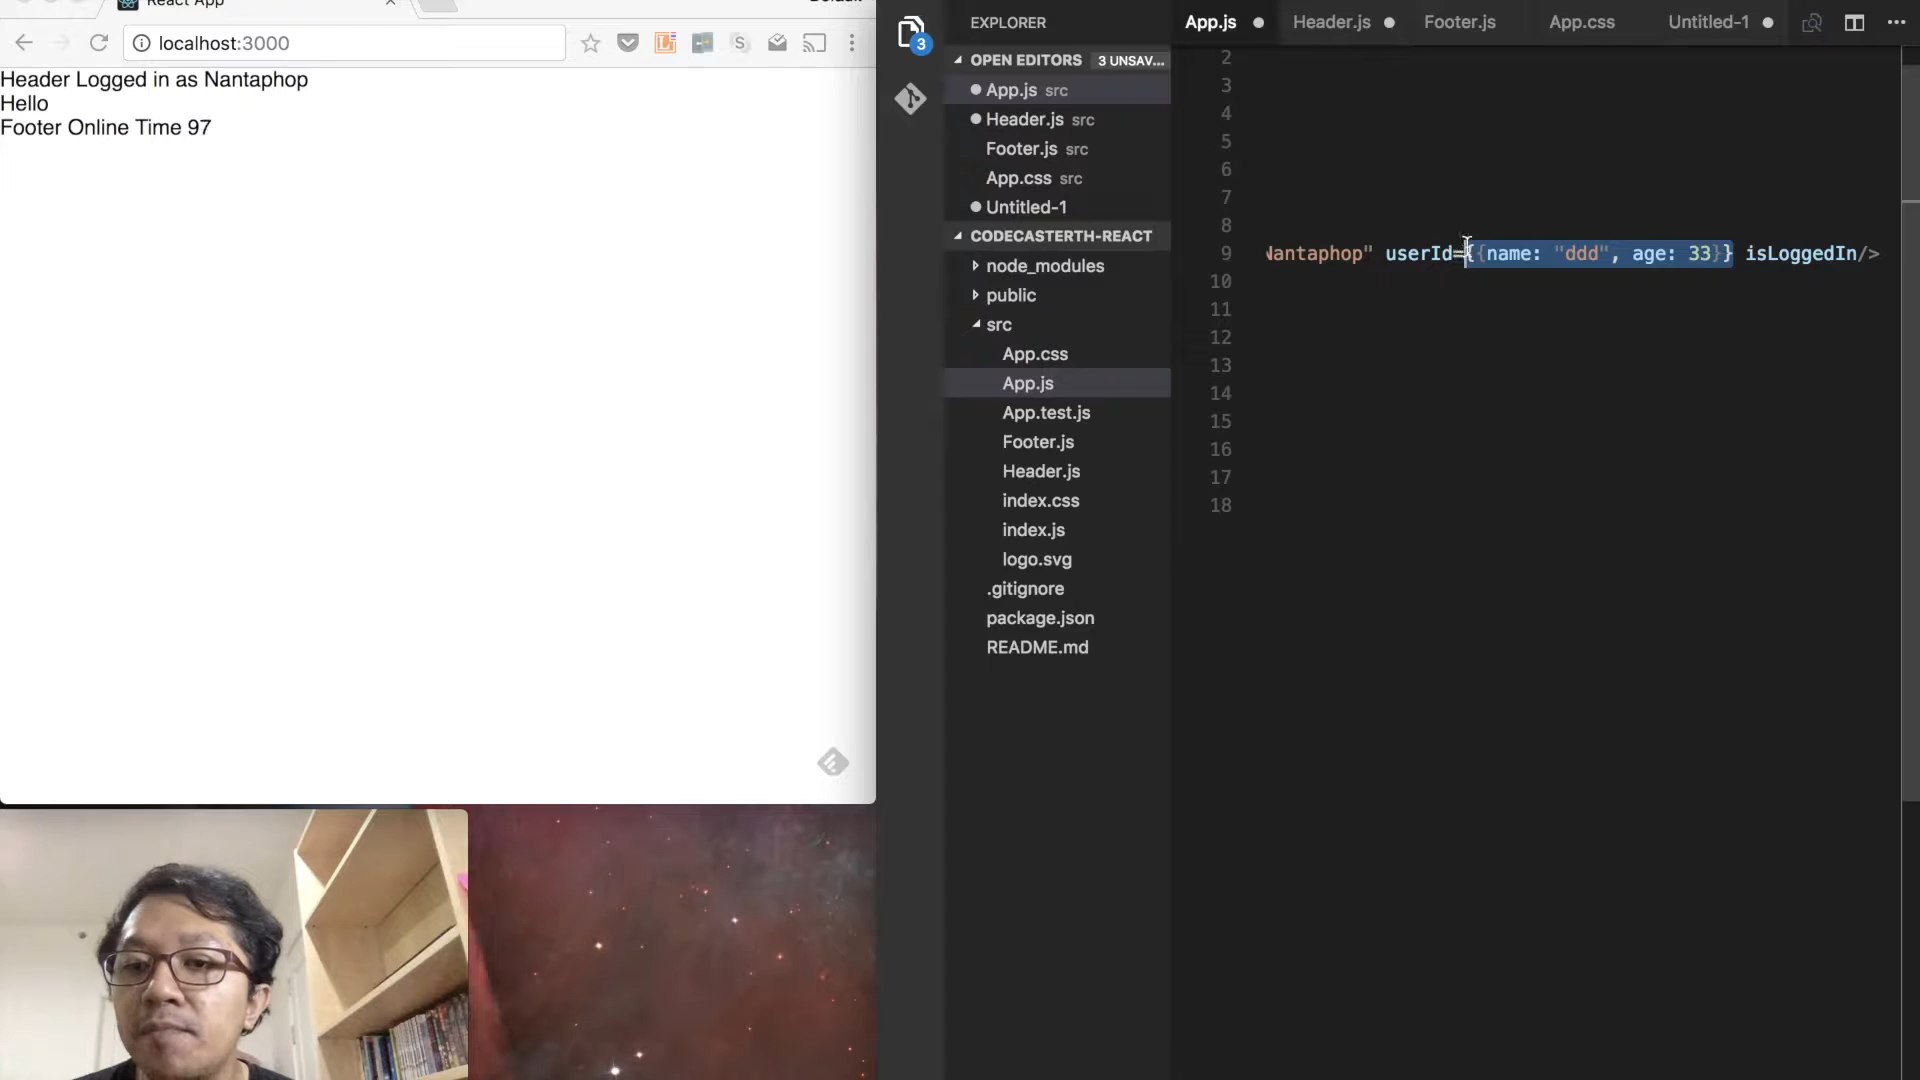 React App
localhost:3000
Header Logged in as Nantaphop
Hello
Footer Online Time 97
3
EXPLORER
OPEN EDITORS 3 UNSAV...
App.js src
Header.js src
Footer.js src
App.css src
Untitled-1
CODECASTERTH-REACT
node_modules
public
src
App.css
App.js
App.test.js
Footer.js
Header.js
index.css
index.js
logo.svg
.gitignore
package.json
README.md
App.js Header.js Footer.js App.css Untitled-1
2
3
4
5
6
7
8
9 Nantaphop" userId={{name: "ddd", age: 33}} isLoggedIn/>
10
11
12
13
14
15
16
17
18